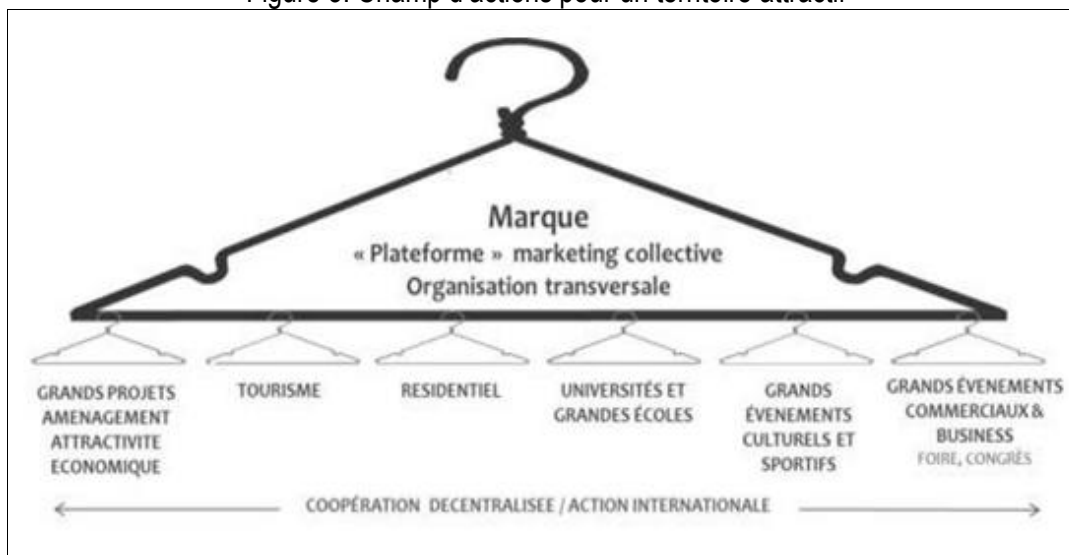 Figure Champ d'actions pour un territoire attractif
Marque
« Plateforme » marketing collective
Organisation transversale
GRANDS PROJETS
AMENAGEMENT
ATTRACTIVITE
ECONOMIQUE
TOURISME
RESIDENTIEL
UNIVERSITÉS ET
GRANDES ÉCOLES
GRANDS
ÉVENEMENTS
CULTURELS ET
SPORTIFS
GRANDS ÉVENEMENTS
COMMERCIAUX &
BUSINESS
FOIRE, CONGRÈS
COOPÉRATION DECENTRALISEE / ACTION INTERNATIONALE